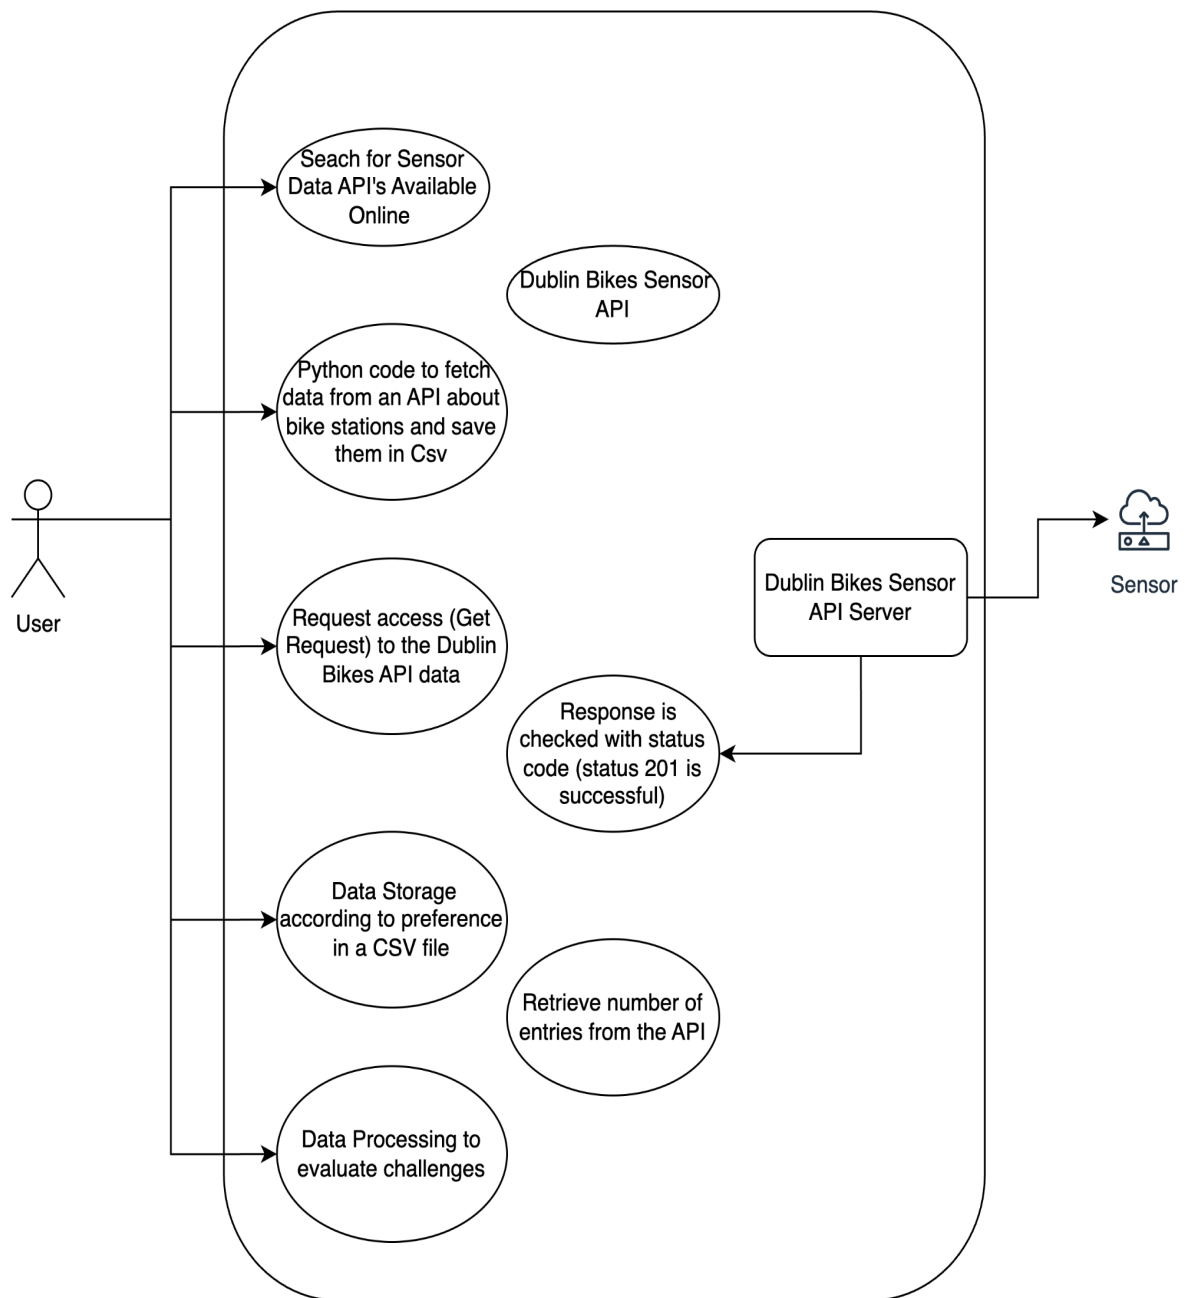 Seach for Sensor
Data API's Available
Online
Dublin Bikes Sensor
API
Python code to fetch
data from an API about
bike stations and save
them in Csv
User
Request access (Get
Request) to the Dublin
Bikes API data
Dublin Bikes Sensor
API Server
Sensor
Response is
checked with status
code (status 201 is
successful)
Data Storage
according to preference
in a CSV file
Retrieve number of
entries from the API
Data Processing to
evaluate challenges